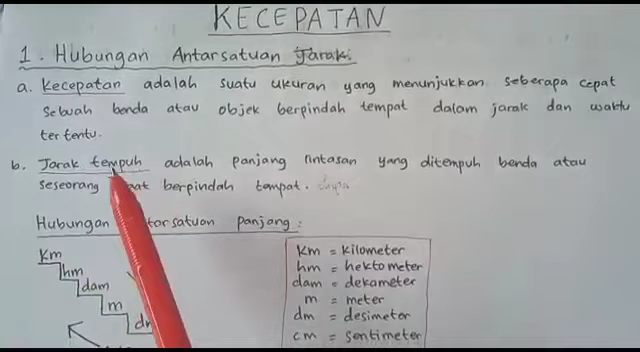 KECEPATAN
1. Hubungan Antarsatuan Jarak.
a. Kecepatan adalah suatu ukuran yang menunjukkan seberapa cepat
sebuah benda atau objek berpindah tempat dalam jarak dan waktu
tertentu.
b. Jarak tempuh adalah panjang lintasan yang ditempuh benda atau
seseorang berpindah tempat.
Hubungan panjang :
Km
hm
dam
m
km = kilometer
hm = hektometer
dam = dekameter
m = meter
dm = desimeter
cm = sentimeter